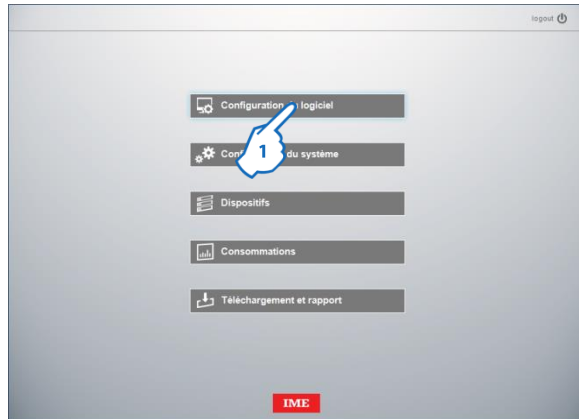 logout
Configuration logiciel
1
du système
Dispositifs
Consommations
Téléchargement et rapport
IME